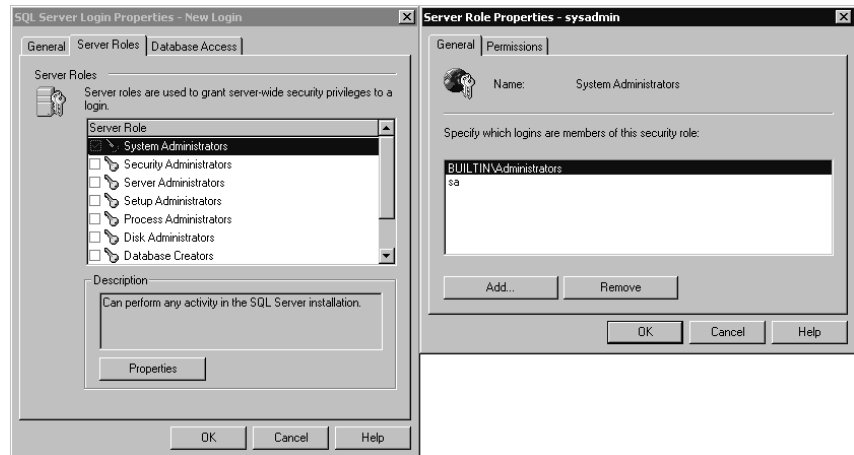 SQL Server Login Properties - New Login
General
Server Roles
Database Access
Server Roles
Server roles are used to grant server-wide security privileges to a
login.
Server Role
System Administrators
Security Administrators
Server Administrators
Setup Administrators
Process Administrators
Disk Administrators
Database Creators
Description
Can perform any activity in the SQL Server installation.
Properties
OK
Cancel
Help
Server Role Properties - sysadmin
General
Permissions
Name:
System Administrators
Specify which logins are members of this security role:
BUILTIN\Administrators
sa
Add...
Remove
OK
Cancel
Help